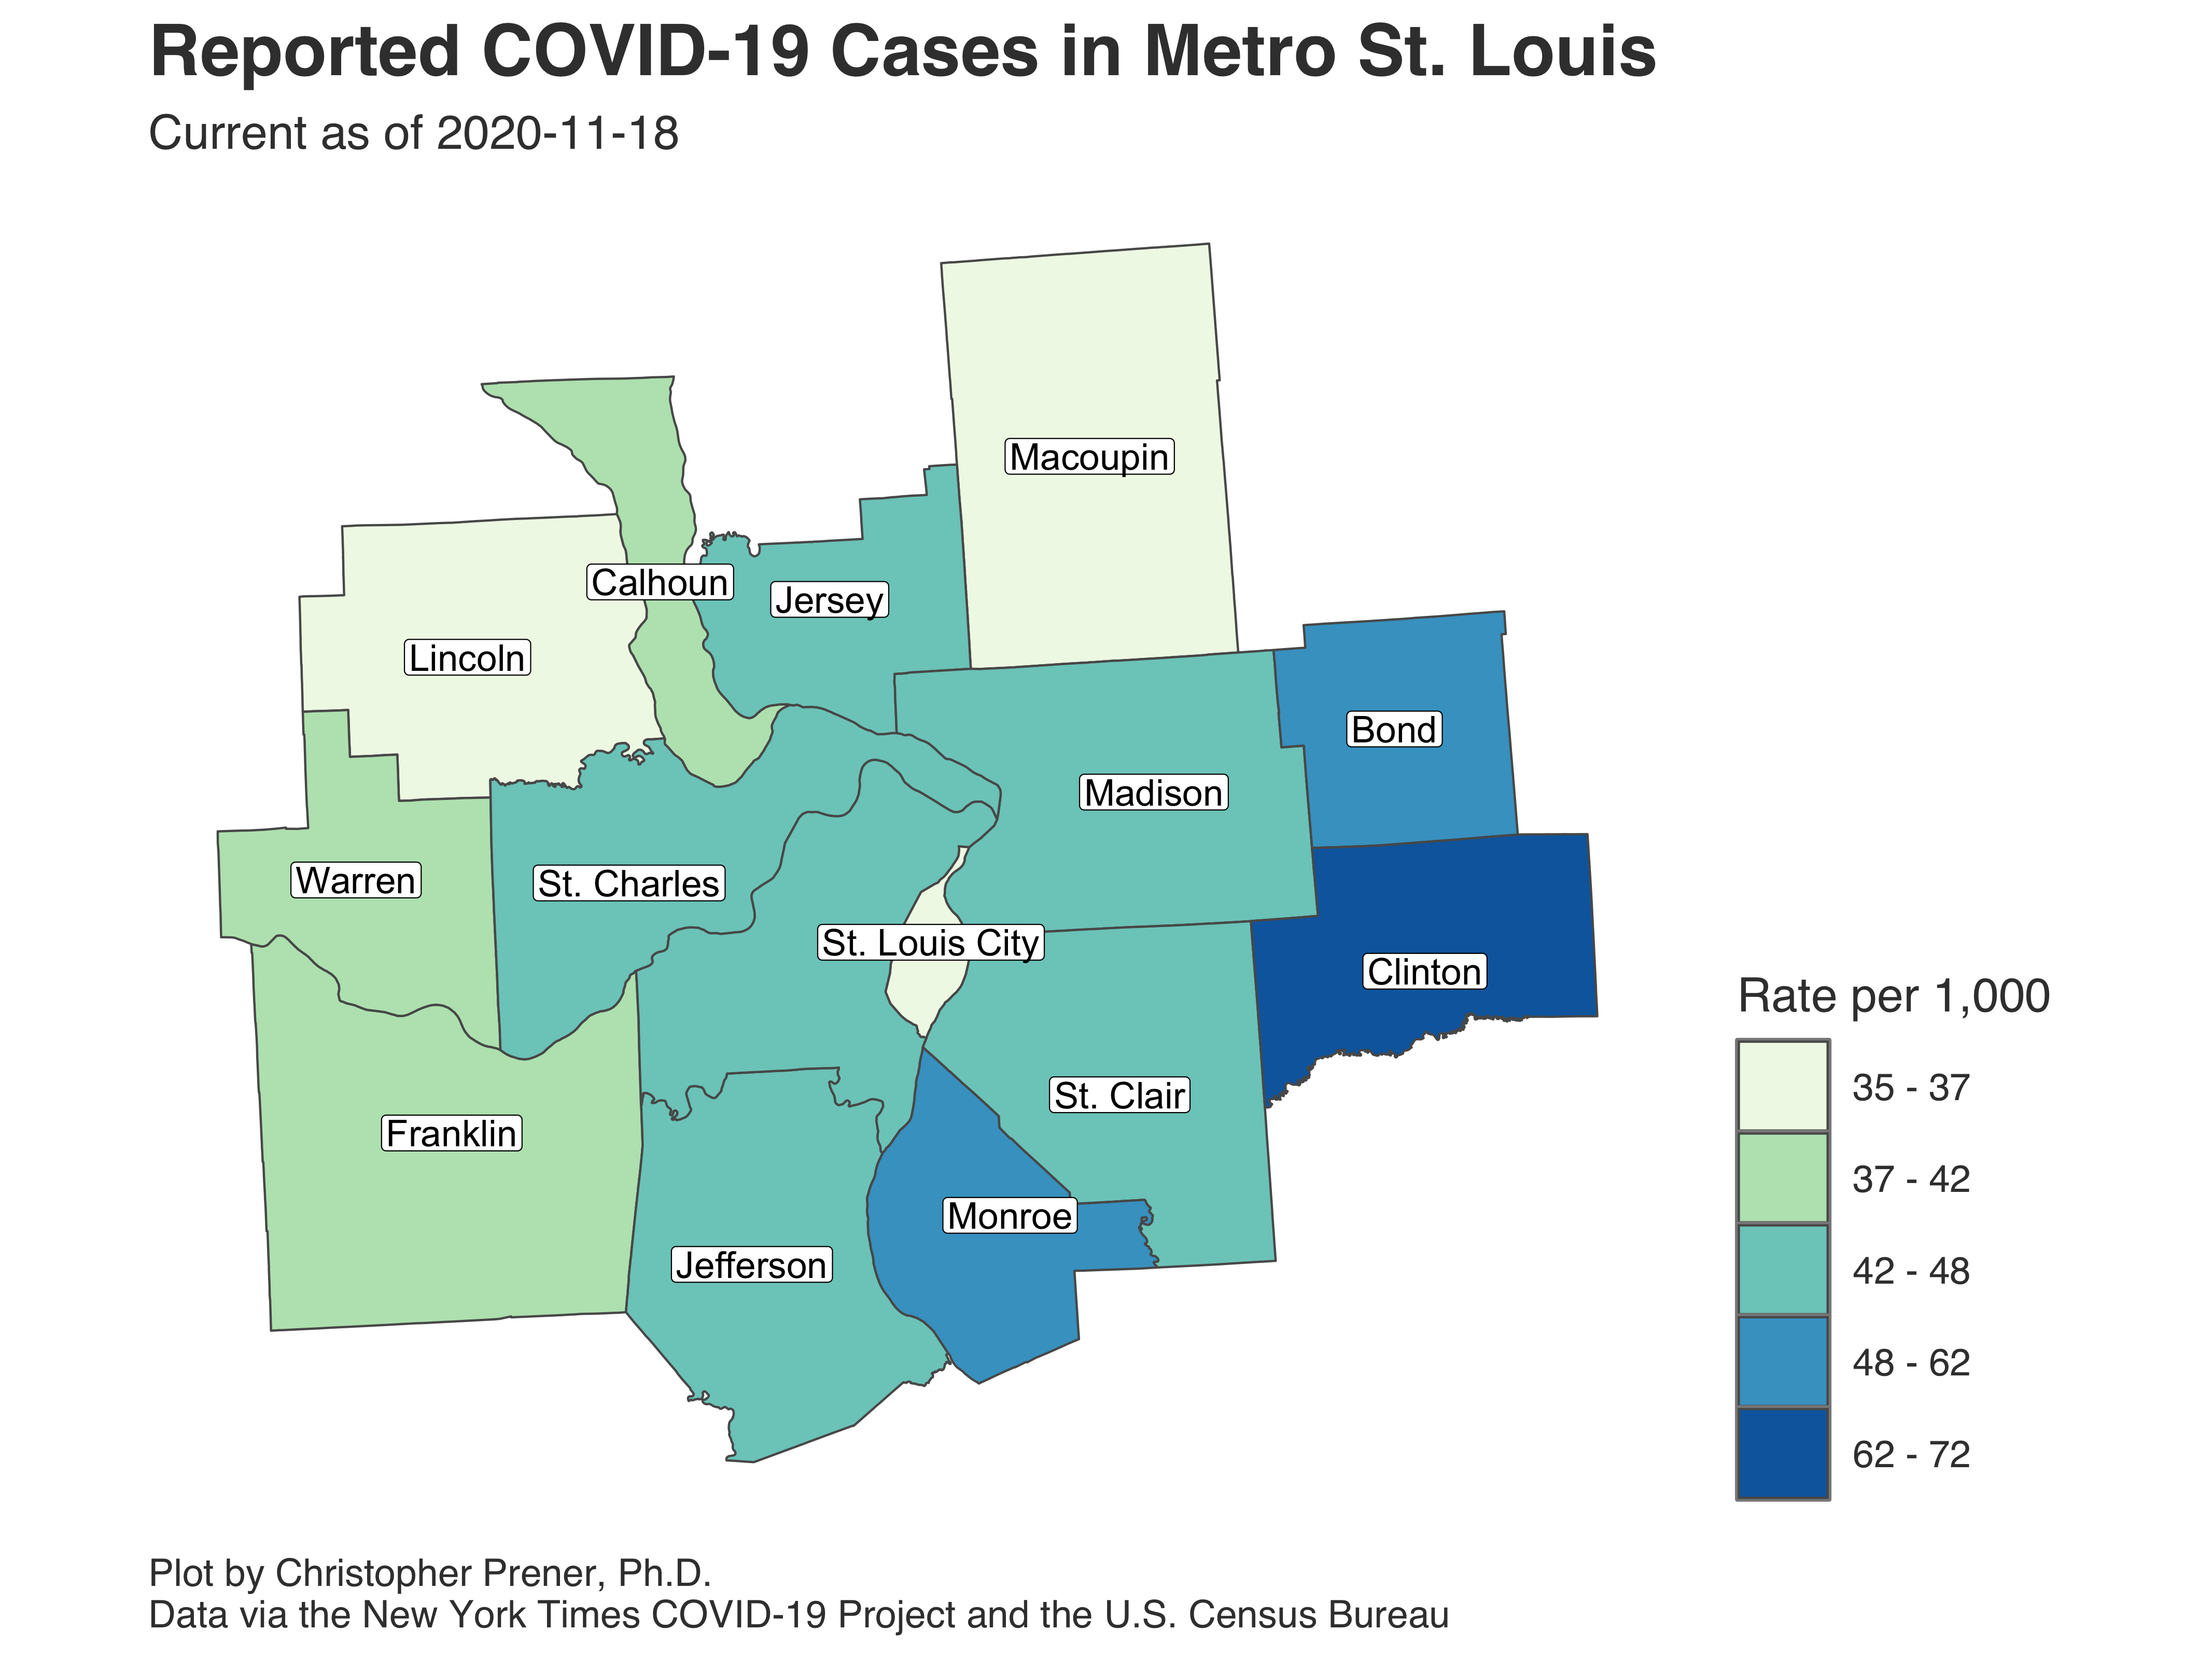 Reported COVID-19 Cases in Metro St. Louis
Current as of 2020-11-18
Macoupin
Calhoun
Jersey
Lincoln
Bond
Madison
Warren
St. Charles
St. Louis City
Clinton
St. Clair
Franklin
Monroe
Jefferson
Rate per 1,000
35 - 37
37 - 42
42 - 48
48 - 62
62 - 72
Plot by Christopher Prener, Ph.D.
Data via the New York Times COVID-19 Project and the U.S. Census Bureau